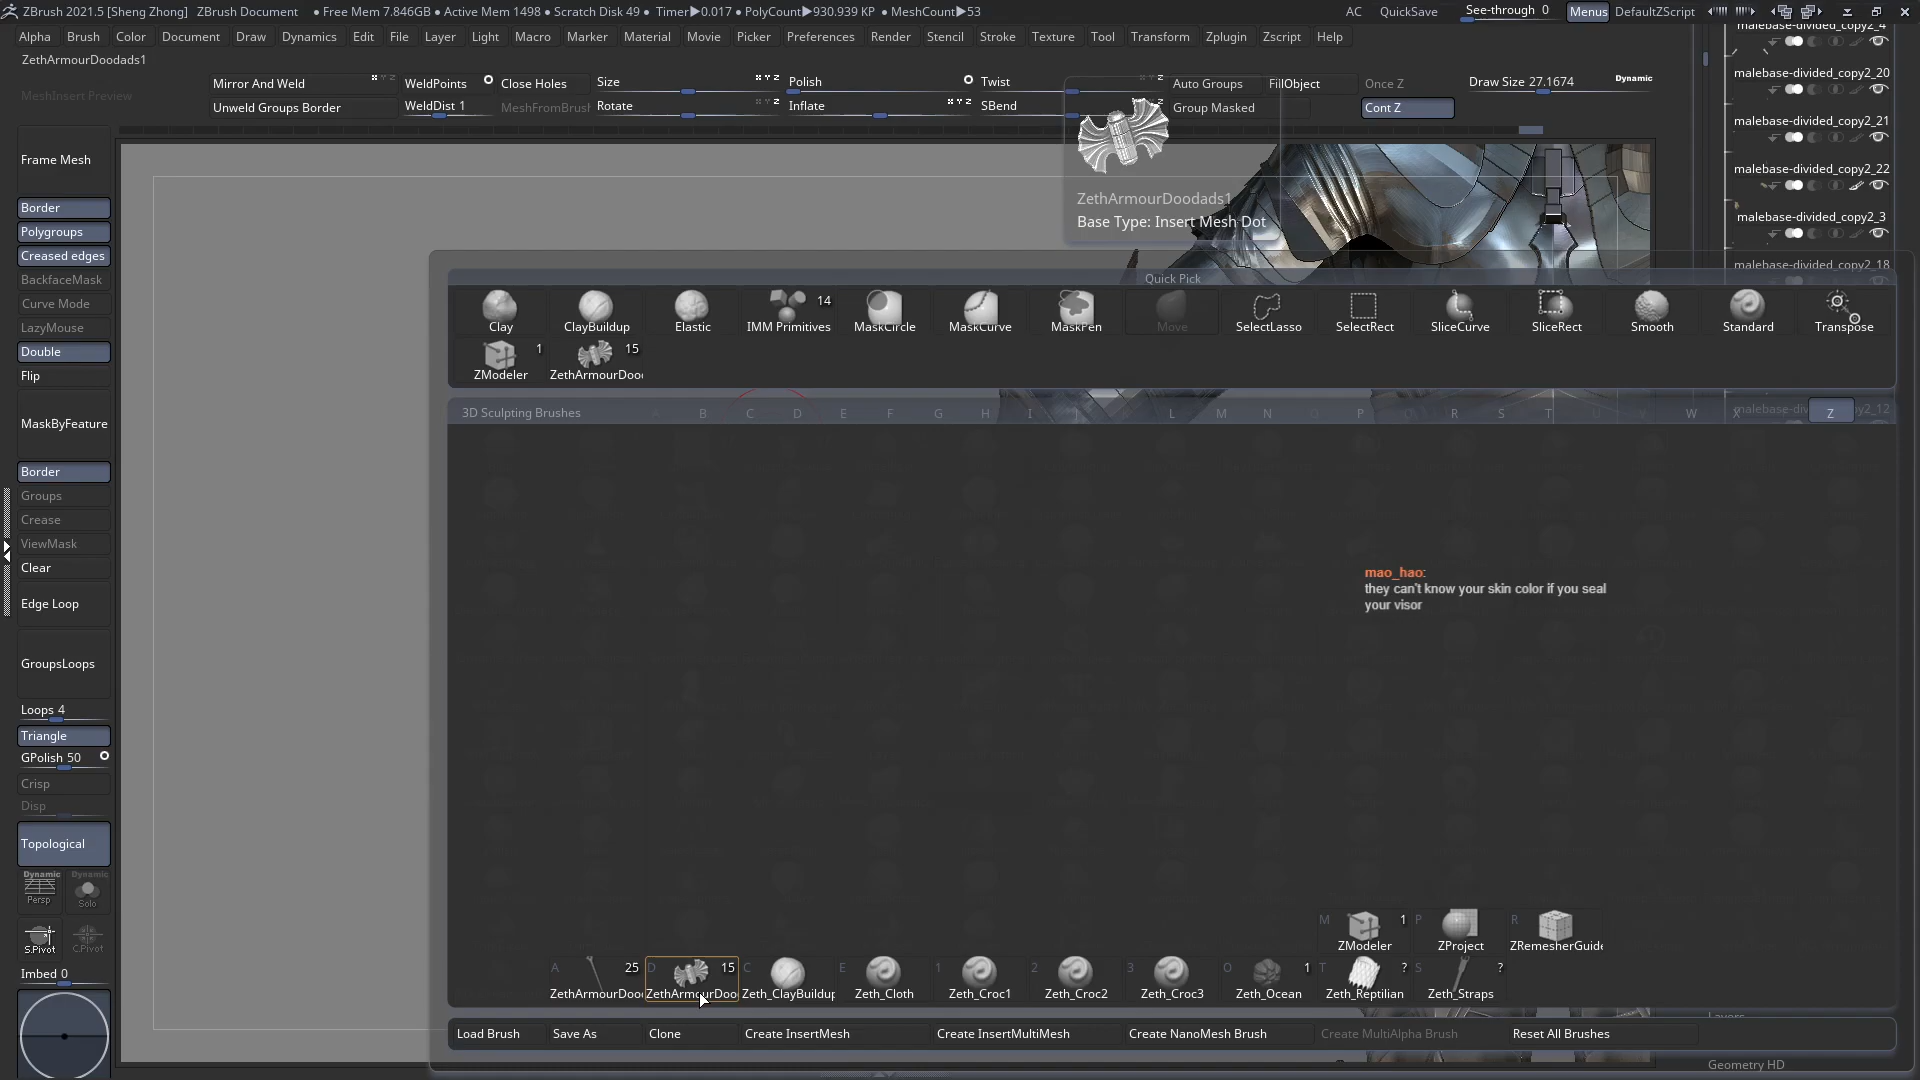 ZBrush 2021.5 [Sheng Zhong] ZBrush Document • Free Mem 7.846GB • Active Mem 1498 • Scratch Disk 49 • Timer▶0.017 • PolyCount▶930.939 KP • MeshCount▶53 AC QuickSave See-through 0 Menus DefaultZScript
Alpha Brush Color Document Draw Dynamics Edit File Layer Light Macro Marker Material Movie Picker Preferences Render Stencil Stroke Texture Tool Transform Zplugin Zscript Help
ZethArmourDoodads1
MeshInsert Preview
Mirror And Weld WeldPoints Close Holes Size Polish Twist Auto Groups FillObject Once Z Draw Size 27.1674 Dynamic
Unweld Groups Border WeldDist 1 MeshFromBrush Rotate Inflate SBend Group Masked Cont Z
malebase-divided_copy2_4
malebase-divided_copy2_20
malebase-divided_copy2_21
malebase-divided_copy2_22
malebase-divided_copy2_3
malebase-divided_copy2_18
Frame Mesh
Border
Polygroups
Creased edges
BackfaceMask
Curve Mode
LazyMouse
Double
Flip
MaskByFeature
Border
Groups
Crease
ViewMask
Clear
Edge Loop
GroupsLoops
Loops 4
Triangle
GPolish 50
Crisp
Disp
Topological
Dynamic Dynamic
Persp Solo
S.Pivot C.Pivot
Imbed 0
ZethArmourDoodads1
Base Type: Insert Mesh Dot
Quick Pick
14
Clay ClayBuildup Elastic IMM Primitives MaskCircle MaskCurve MaskPen Move SelectLasso SelectRect SliceCurve SliceRect Smooth Standard Transpose
1 15
ZModeler ZethArmourDoo
3D Sculpting Brushes A B C D E F G H I J K L M N O P Q R S T U V W X Z
mao_hao:
they can't know your skin color if you seal
your visor
M 1 P R
ZModeler ZProject ZRemesherGuide
A 25 D 15 C E 1 2 3 O 1 T ? S ?
ZethArmourDoo ZethArmourDoo Zeth_ClayBuildup Zeth_Cloth Zeth_Croc1 Zeth_Croc2 Zeth_Croc3 Zeth_Ocean Zeth_Reptilian Zeth_Straps
Load Brush Save As Clone Create InsertMesh Create InsertMultiMesh Create NanoMesh Brush Create MultiAlpha Brush Reset All Brushes
Layers
Geometry HD